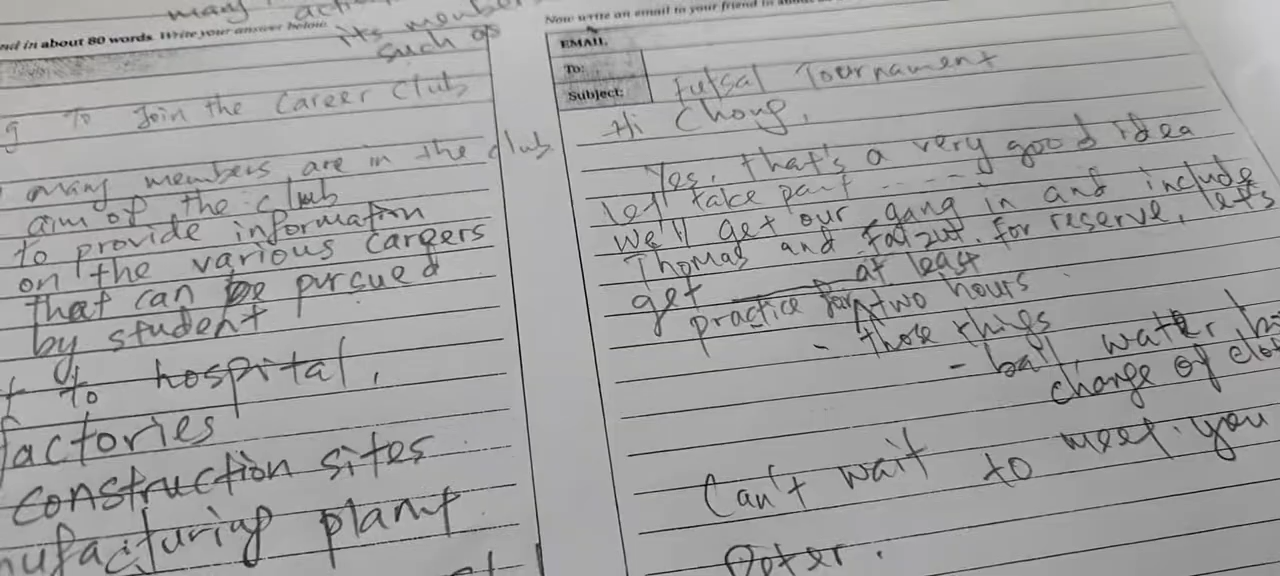 many
its members
such as
nd in about 80 words. Write your answer below.
g To Join the Career Club
many members are in the club
aim of the club
to provide information
on the various careers
that can be pursued
by student
to hospital,
factories
construction sites
nufacturing plant
Now write an email to your friend in about
EMAIL
To:
Subject: Futsal Tournament
Hi Chong,
Yes, that's a very good idea
let take part .....
We'll get our gang in and include
Thomas and for reserve, let's
get at least
practice for two hours
- those things
- ball, water, b
change of clo
Can't wait to meet you
Peter.